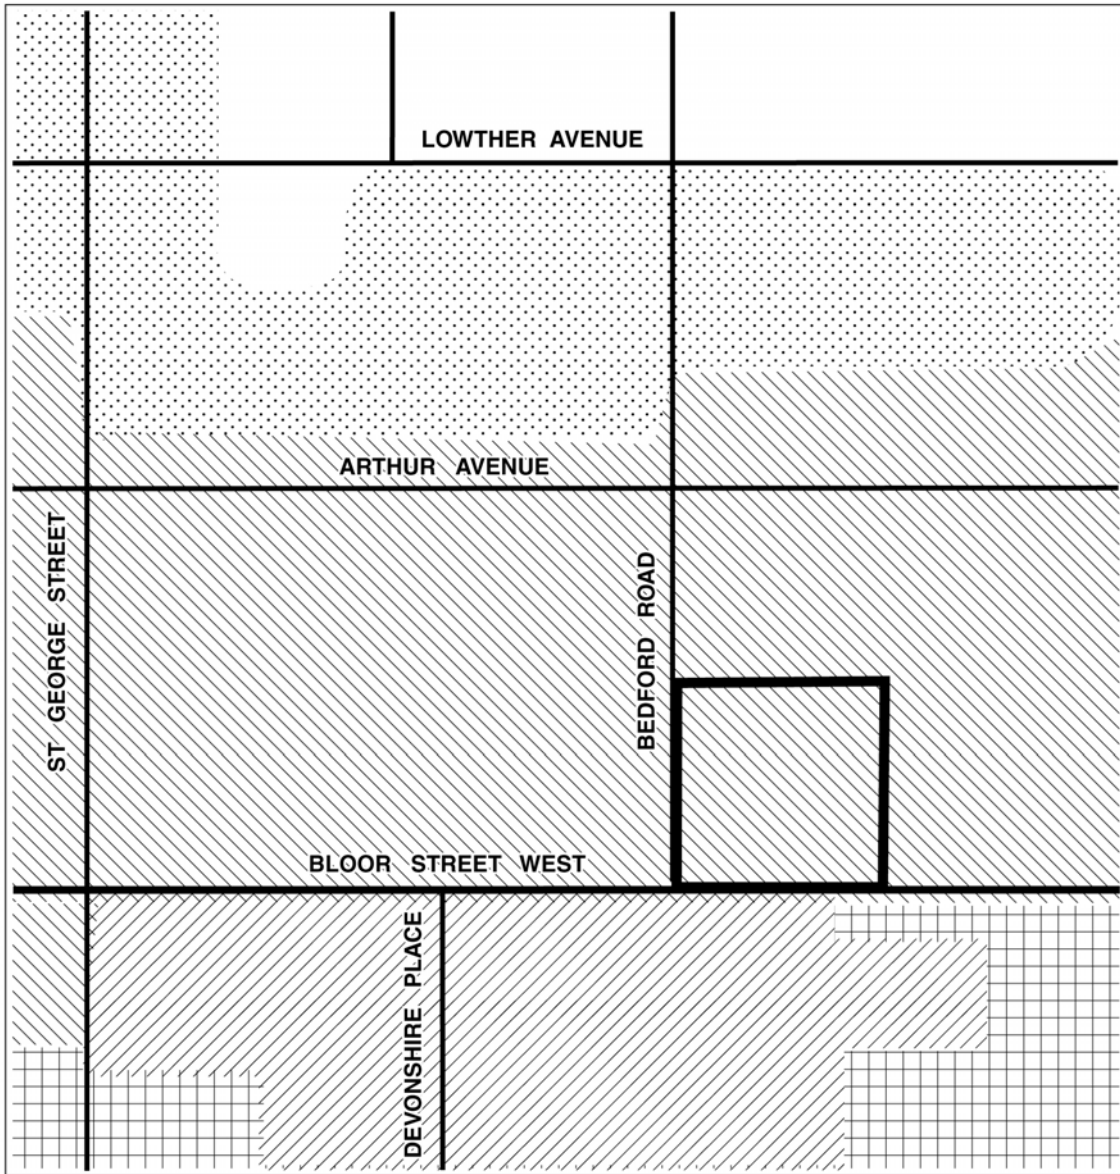 LOWTHER AVENUE
ARTHUR AVENUE
ST GEORGE STREET
BEDFORD ROAD
BLOOR STREET WEST
DEVONSHIRE PLACE